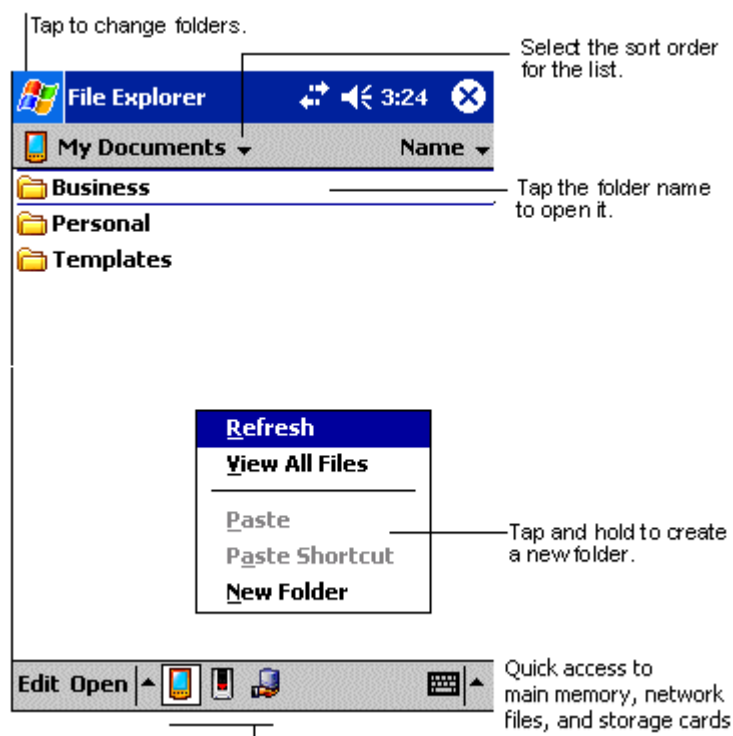 Tap to change folders.
Select the sort order
for the list.
File Explorer 3:24
My Documents Name
Business
Tap the folder name
to open it.
Personal
Templates
Refresh
View All Files
Paste
Paste Shortcut
New Folder
Tap and hold to create
a new folder.
Edit Open
Quick access to
main memory, network
files, and storage cards